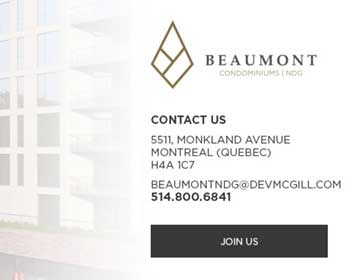 BEAUMONT
CONDOMINIUMS | NDG
CONTACT US
5511, MONKLAND AVENUE
MONTREAL (QUEBEC)
H4A 1C7
BEAUMONTNDG@DEVMCGILL.COM
514.800.6841
JOIN US